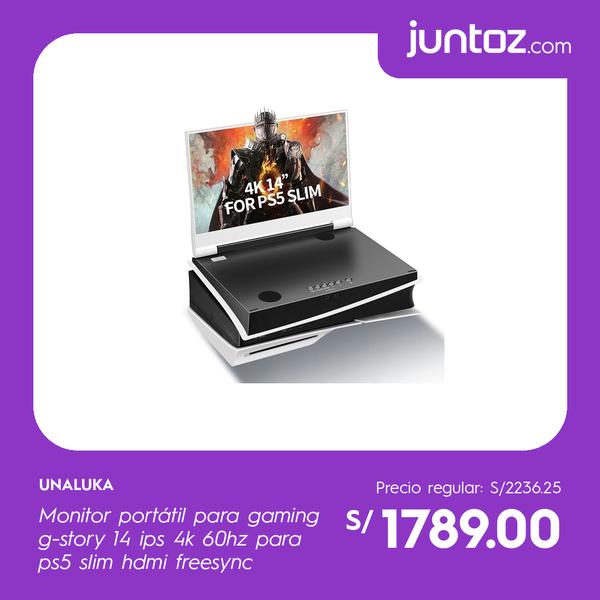 juntoz.com
4K 14”
FOR PS5 SLIM
UNALUKA
Monitor portátil para gaming
g-story 14 ips 4k 60hz para
ps5 slim hdmi freesync
Precio regular: S/2236.25
S/ 1789.00